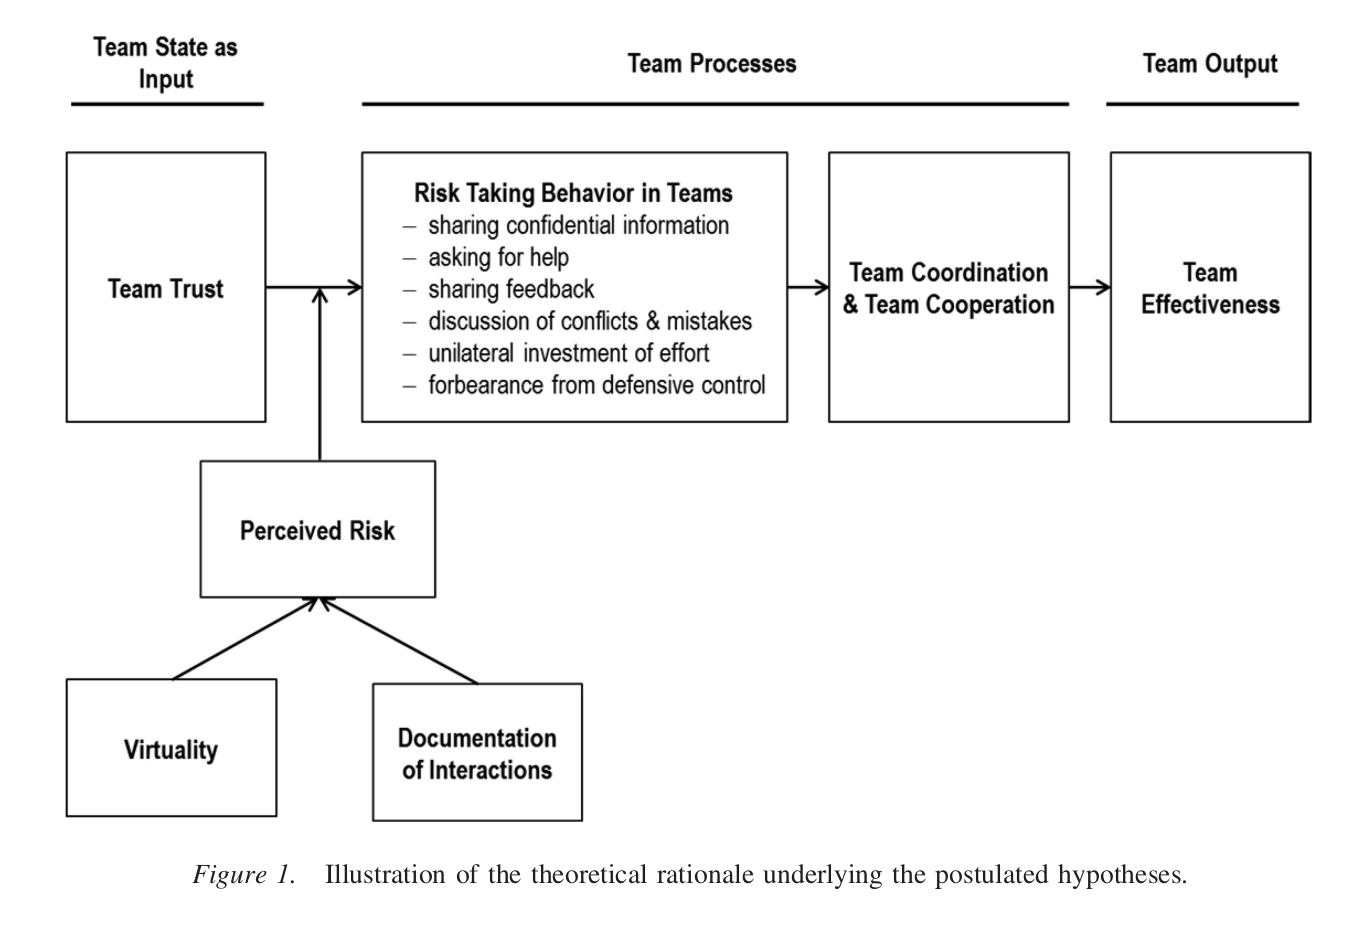 Team State as
Input
Team Processes
Team Output
Team Trust
Risk Taking Behavior in Teams
– sharing confidential information
– asking for help
– sharing feedback
– discussion of conflicts & mistakes
– unilateral investment of effort
– forbearance from defensive control
Team Coordination
& Team Cooperation
Team
Effectiveness
Perceived Risk
Virtuality
Documentation
of Interactions
Figure 1. Illustration of the theoretical rationale underlying the postulated hypotheses.